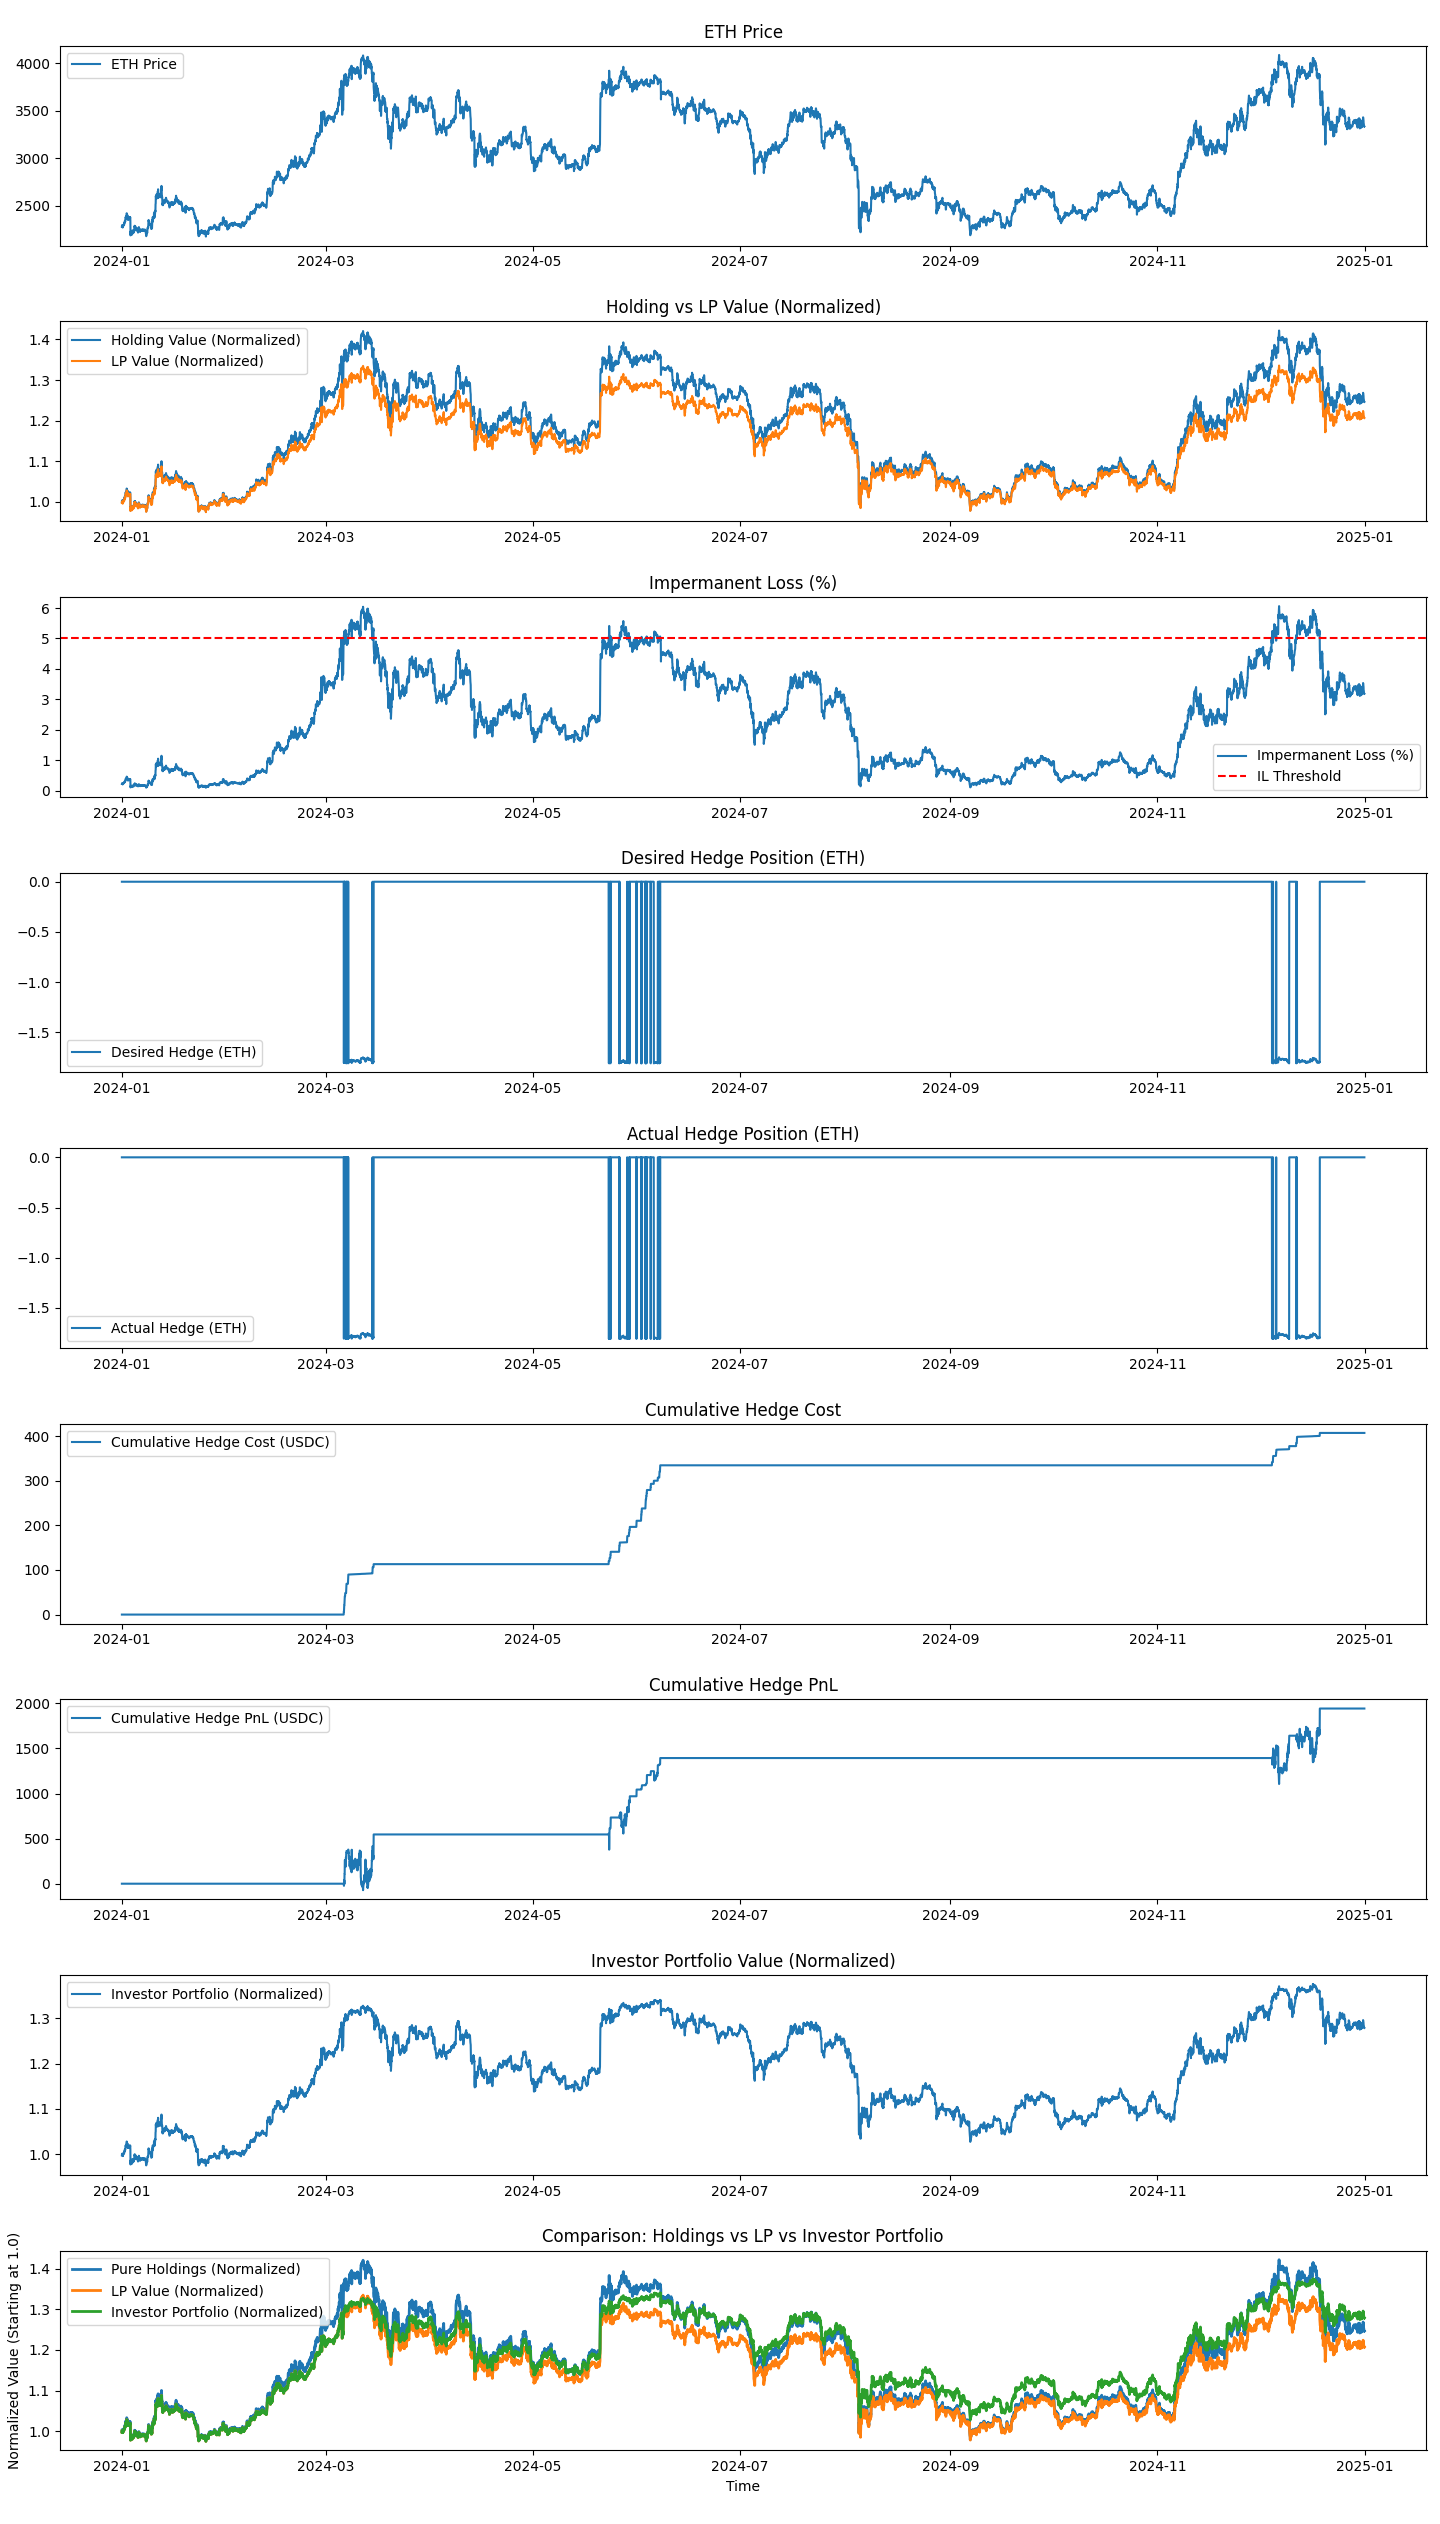 ETH Price
ETH Price
4000
3500
3000
2500
2024-01 2024-03 2024-05 2024-07 2024-09 2024-11 2025-01
Holding vs LP Value (Normalized)
Holding Value (Normalized)
LP Value (Normalized)
1.4
1.3
1.2
1.1
1.0
2024-01 2024-03 2024-05 2024-07 2024-09 2024-11 2025-01
Impermanent Loss (%)
6
5
4
3
2
1
0
Impermanent Loss (%)
IL Threshold
2024-01 2024-03 2024-05 2024-07 2024-09 2024-11 2025-01
Desired Hedge Position (ETH)
0.0
−0.5
−1.0
−1.5
Desired Hedge (ETH)
2024-01 2024-03 2024-05 2024-07 2024-09 2024-11 2025-01
Actual Hedge Position (ETH)
0.0
−0.5
−1.0
−1.5
Actual Hedge (ETH)
2024-01 2024-03 2024-05 2024-07 2024-09 2024-11 2025-01
Cumulative Hedge Cost
Cumulative Hedge Cost (USDC)
400
300
200
100
0
2024-01 2024-03 2024-05 2024-07 2024-09 2024-11 2025-01
Cumulative Hedge PnL
Cumulative Hedge PnL (USDC)
2000
1500
1000
500
0
2024-01 2024-03 2024-05 2024-07 2024-09 2024-11 2025-01
Investor Portfolio Value (Normalized)
Investor Portfolio (Normalized)
1.3
1.2
1.1
1.0
2024-01 2024-03 2024-05 2024-07 2024-09 2024-11 2025-01
Comparison: Holdings vs LP vs Investor Portfolio
Pure Holdings (Normalized)
LP Value (Normalized)
Investor Portfolio (Normalized)
Normalized Value (Starting at 1.0)
1.4
1.3
1.2
1.1
1.0
2024-01 2024-03 2024-05 2024-07 2024-09 2024-11 2025-01
Time